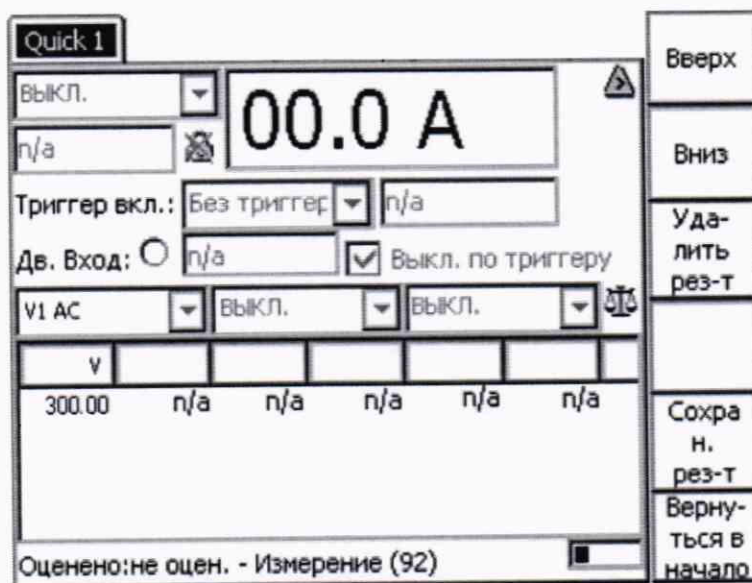 Quick 1
ВЫКЛ.
00.0 A
n/a
Триггер вкл.: Без триггер n/a
Дв. Вход: n/a Выкл. по триггеру
V1 AC ВЫКЛ. ВЫКЛ.
V
300.00 n/a n/a n/a n/a n/a
Оценено:не оцен. - Измерение (92)
Вверх
Вниз
Уда-
лить
рез-т
Сохра
н.
рез-т
Верну-
ться в
начало